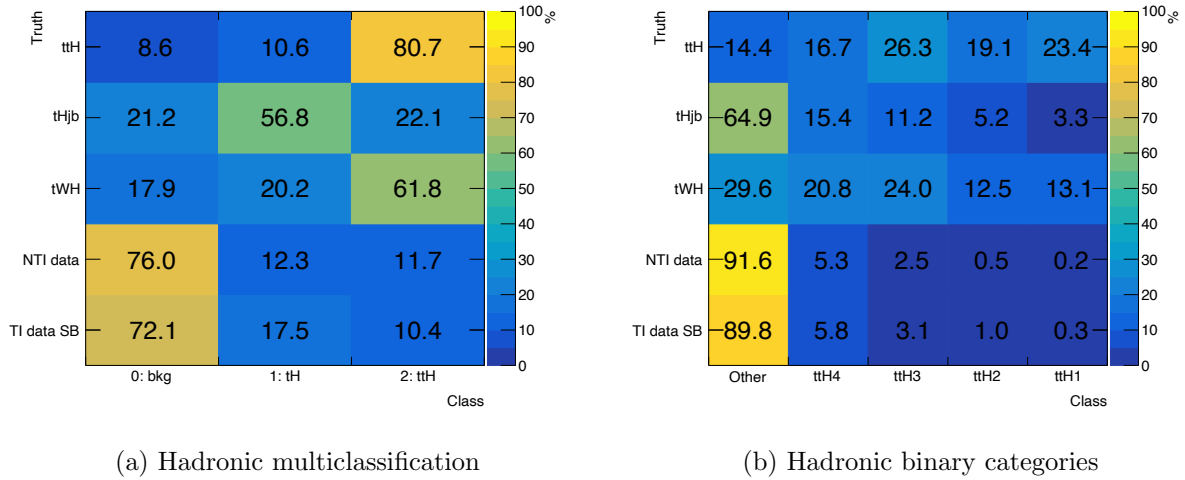 Truth
ttH 8.6 10.6 80.7
tHjb 21.2 56.8 22.1
tWH 17.9 20.2 61.8
NTI data 76.0 12.3 11.7
TI data SB 72.1 17.5 10.4
0: bkg 1: tH 2: ttH
Class
%
100
90
80
70
60
50
40
30
20
10
0
(a) Hadronic multiclassification
Truth
ttH 14.4 16.7 26.3 19.1 23.4
tHjb 64.9 15.4 11.2 5.2 3.3
tWH 29.6 20.8 24.0 12.5 13.1
NTI data 91.6 5.3 2.5 0.5 0.2
TI data SB 89.8 5.8 3.1 1.0 0.3
Other ttH4 ttH3 ttH2 ttH1
Class
%
100
90
80
70
60
50
40
30
20
10
0
(b) Hadronic binary categories